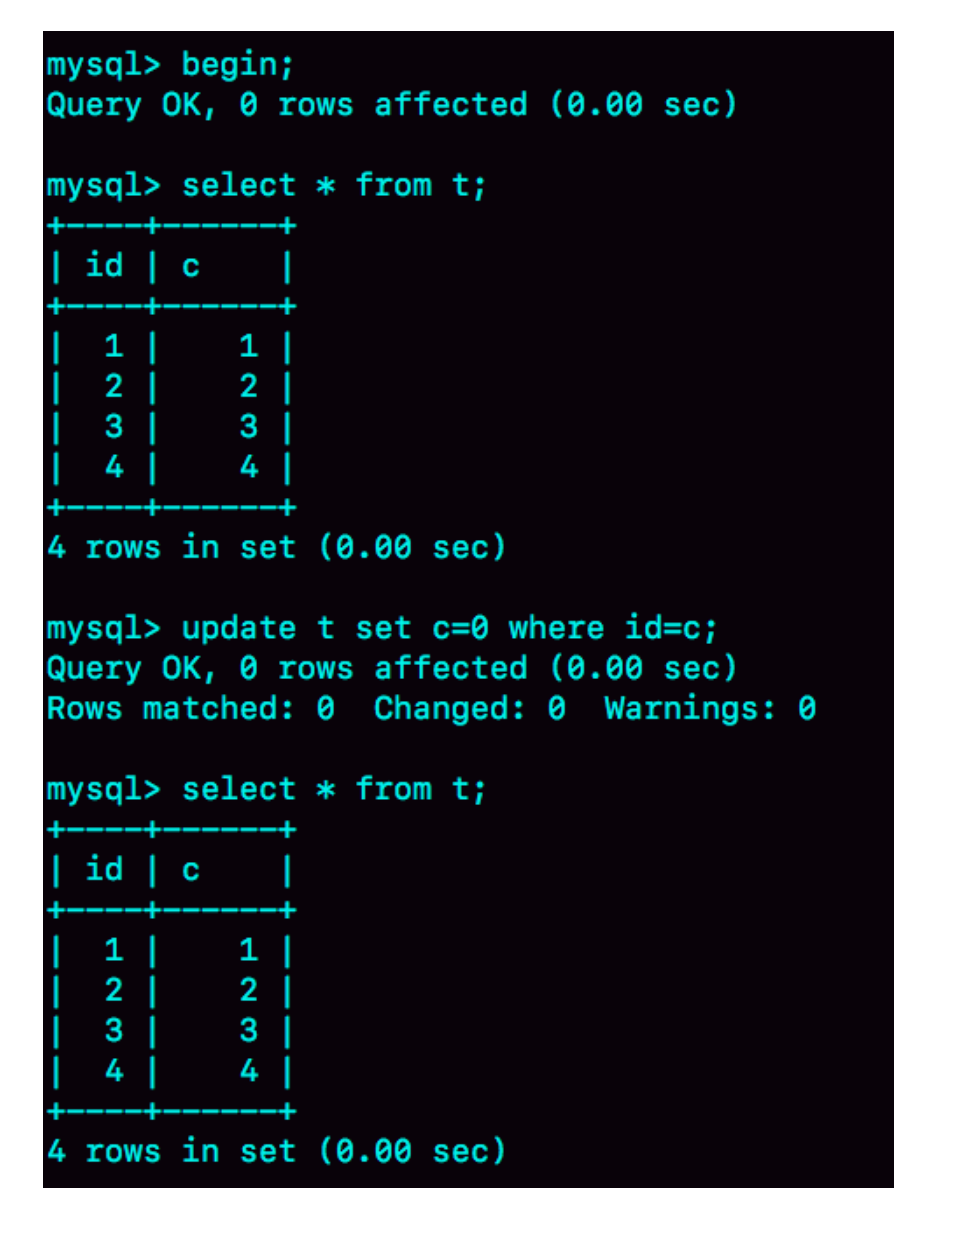 mysql> begin;
Query OK, 0 rows affected (0.00 sec)

mysql> select * from t;
+----+------+
| id | c    |
+----+------+
|  1 |    1 |
|  2 |    2 |
|  3 |    3 |
|  4 |    4 |
+----+------+
4 rows in set (0.00 sec)

mysql> update t set c=0 where id=c;
Query OK, 0 rows affected (0.00 sec)
Rows matched: 0  Changed: 0  Warnings: 0

mysql> select * from t;
+----+------+
| id | c    |
+----+------+
|  1 |    1 |
|  2 |    2 |
|  3 |    3 |
|  4 |    4 |
+----+------+
4 rows in set (0.00 sec)